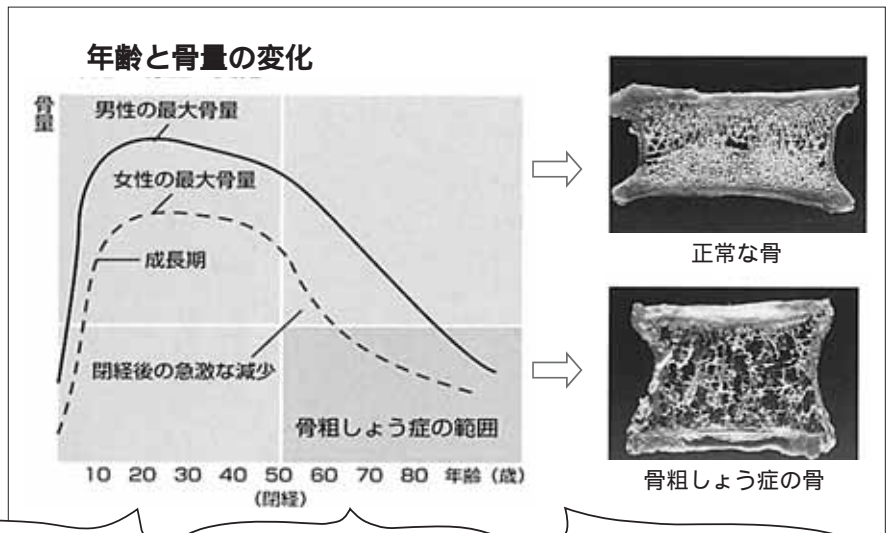 年齢と骨量の変化
骨量
男性の最大骨量
女性の最大骨量
成長期
閉経後の急激な減少
骨粗しょう症の範囲
10 20 30 40 50 60 70 80 年齢（歳）
（閉経）
正常な骨
骨粗しょう症の骨